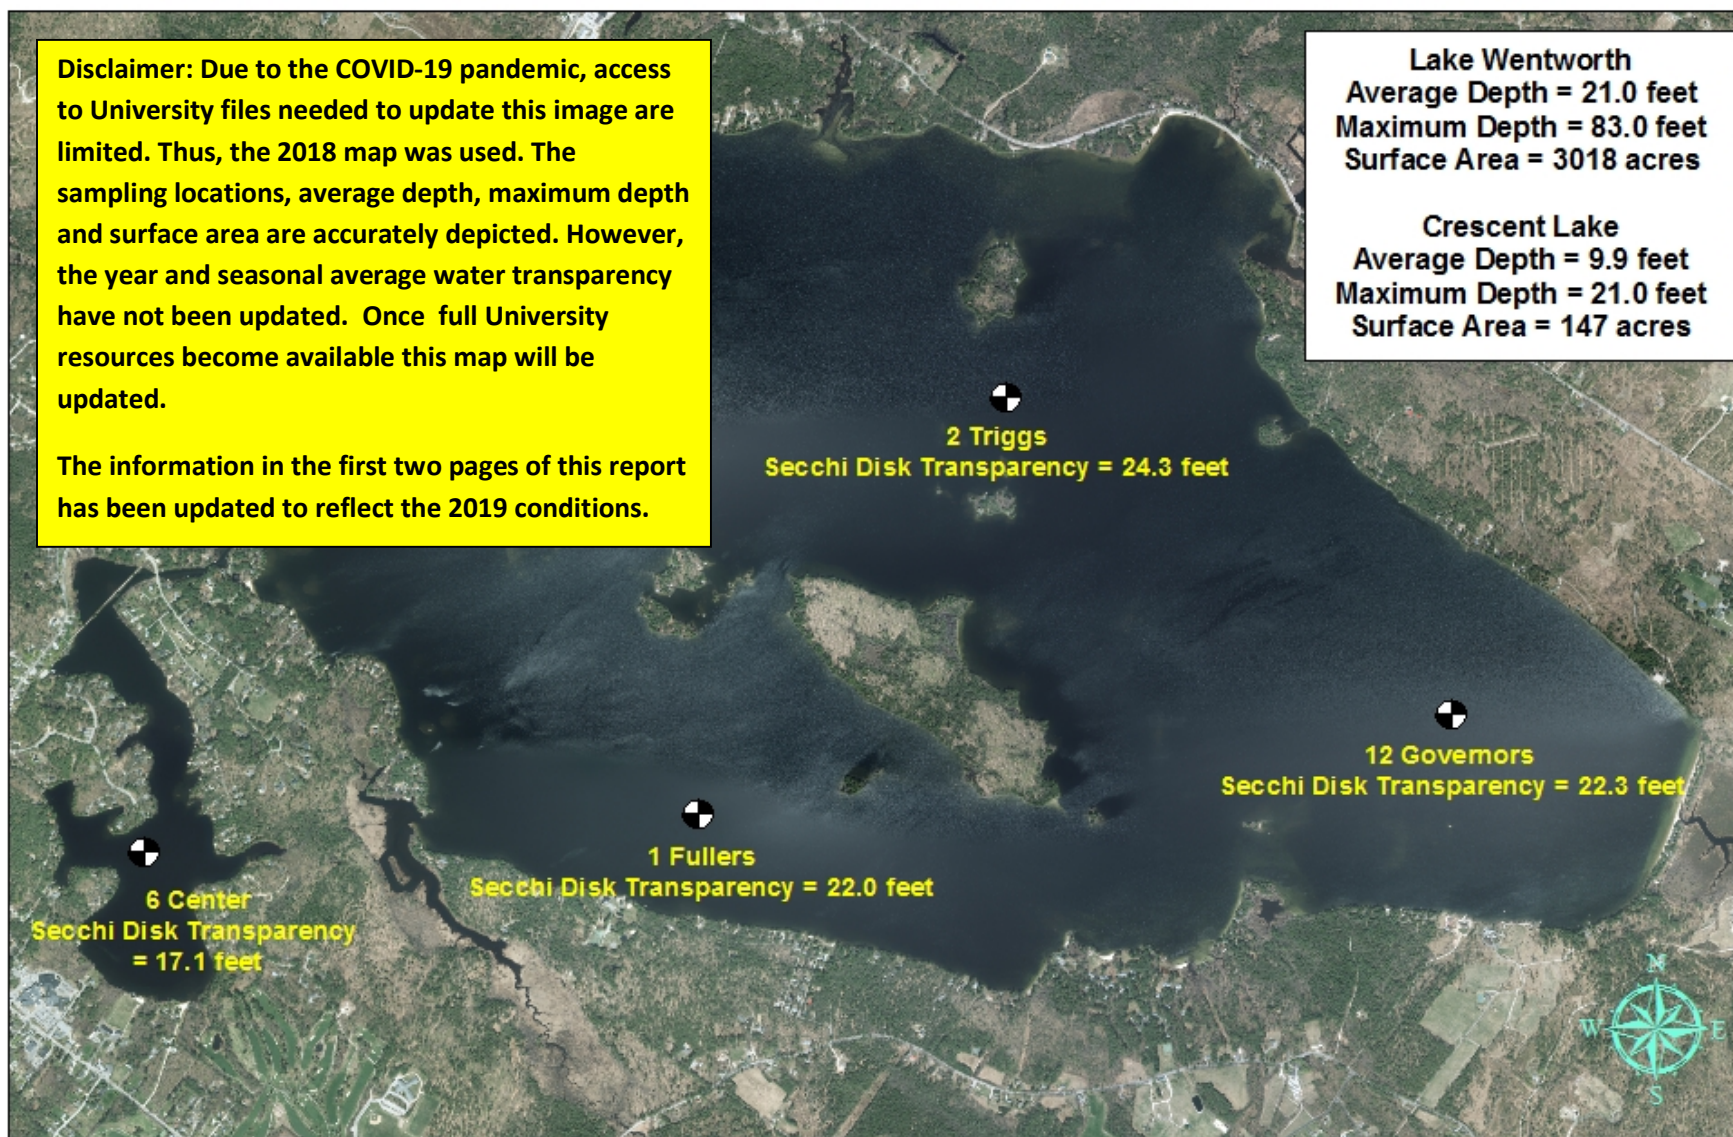 Disclaimer: Due to the COVID-19 pandemic, access
to University files needed to update this image are
limited. Thus, the 2018 map was used. The
sampling locations, average depth, maximum depth
and surface area are accurately depicted. However,
the year and seasonal average water transparency
have not been updated.  Once  full University
resources become available this map will be
updated.
The information in the first two pages of this report
has been updated to reflect the 2019 conditions.
Lake Wentworth
Average Depth = 21.0 feet
Maximum Depth = 83.0 feet
Surface Area = 3018 acres
Crescent Lake
Average Depth = 9.9 feet
Maximum Depth = 21.0 feet
Surface Area = 147 acres
2 Triggs
Secchi Disk Transparency = 24.3 feet
12 Governors
Secchi Disk Transparency = 22.3 feet
1 Fullers
Secchi Disk Transparency = 22.0 feet
6 Center
Secchi Disk Transparency
= 17.1 feet
N
W E
S